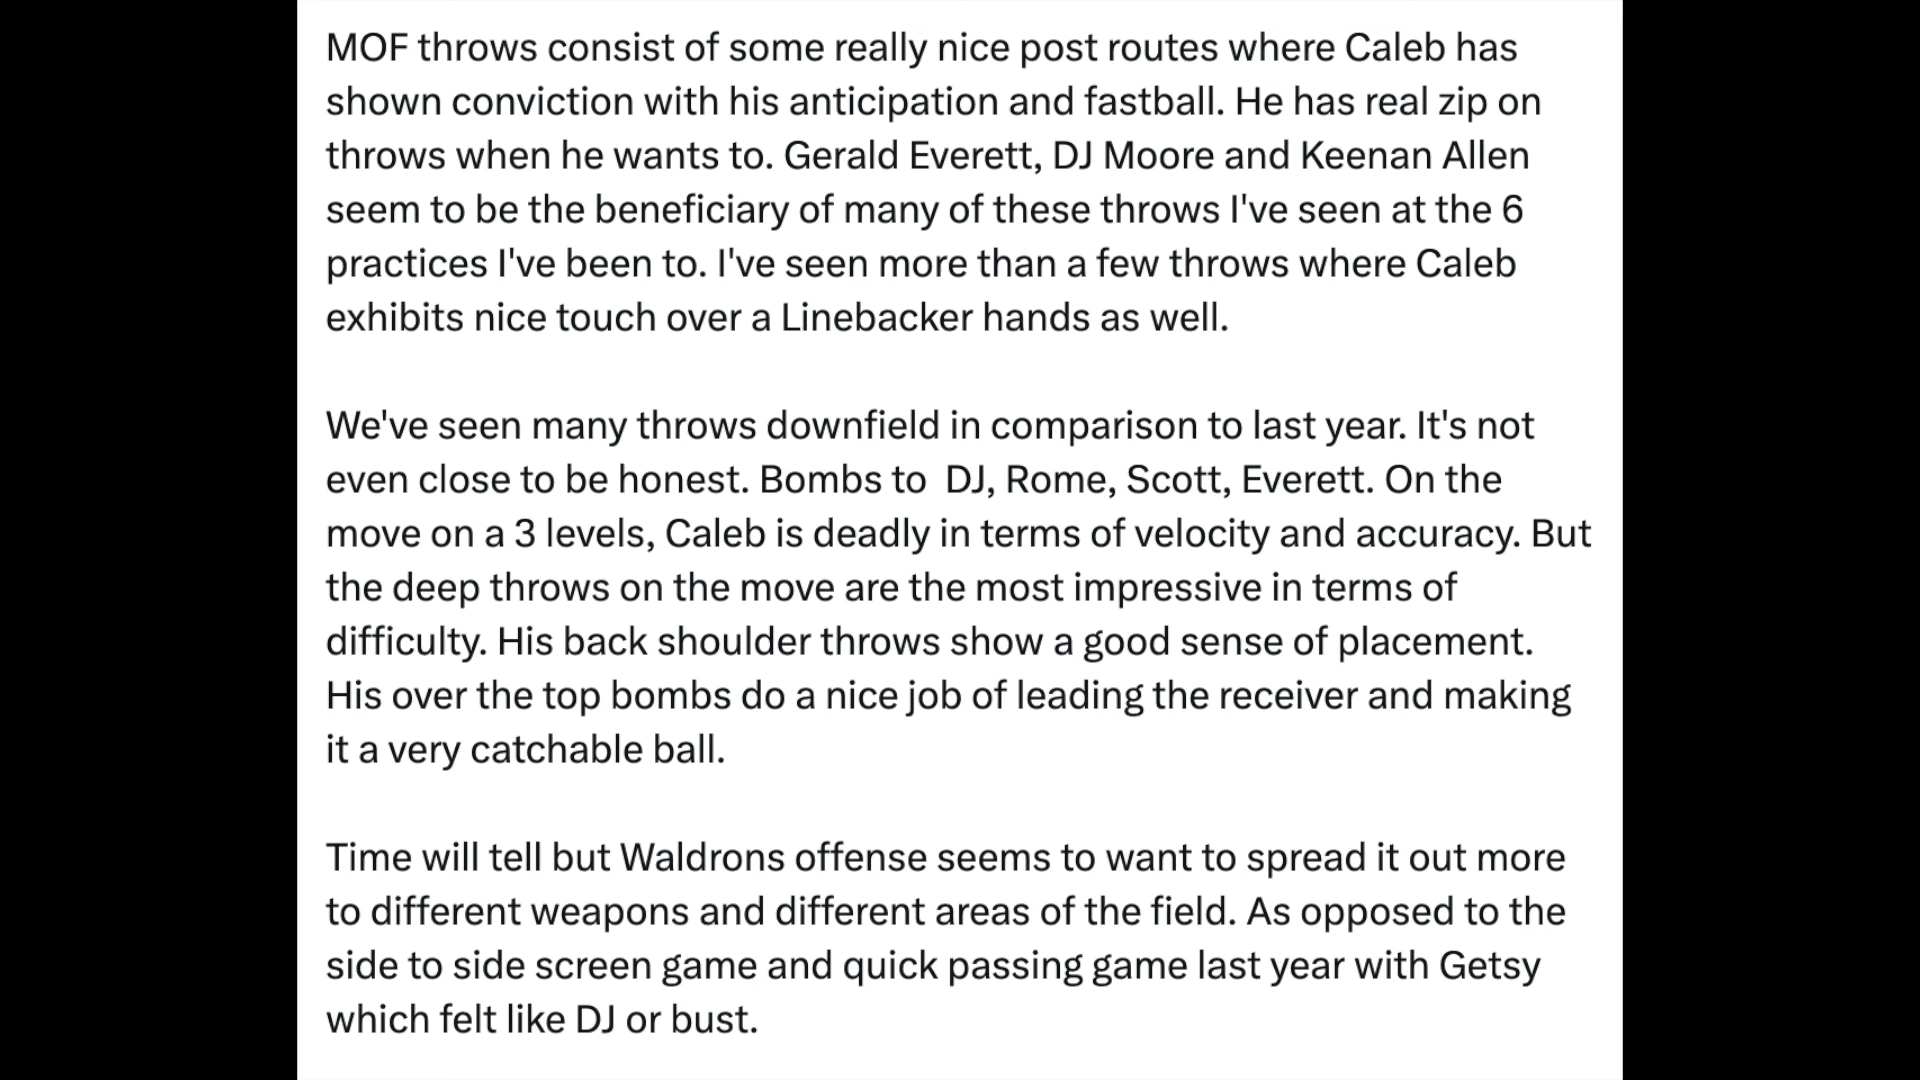 MOF throws consist of some really nice post routes where Caleb has
shown conviction with his anticipation and fastball. He has real zip on
throws when he wants to. Gerald Everett, DJ Moore and Keenan Allen
seem to be the beneficiary of many of these throws I've seen at the 6
practices I've been to. I've seen more than a few throws where Caleb
exhibits nice touch over a Linebacker hands as well.
We've seen many throws downfield in comparison to last year. It's not
even close to be honest. Bombs to  DJ, Rome, Scott, Everett. On the
move on a 3 levels, Caleb is deadly in terms of velocity and accuracy. But
the deep throws on the move are the most impressive in terms of
difficulty. His back shoulder throws show a good sense of placement.
His over the top bombs do a nice job of leading the receiver and making
it a very catchable ball.
Time will tell but Waldrons offense seems to want to spread it out more
to different weapons and different areas of the field. As opposed to the
side to side screen game and quick passing game last year with Getsy
which felt like DJ or bust.